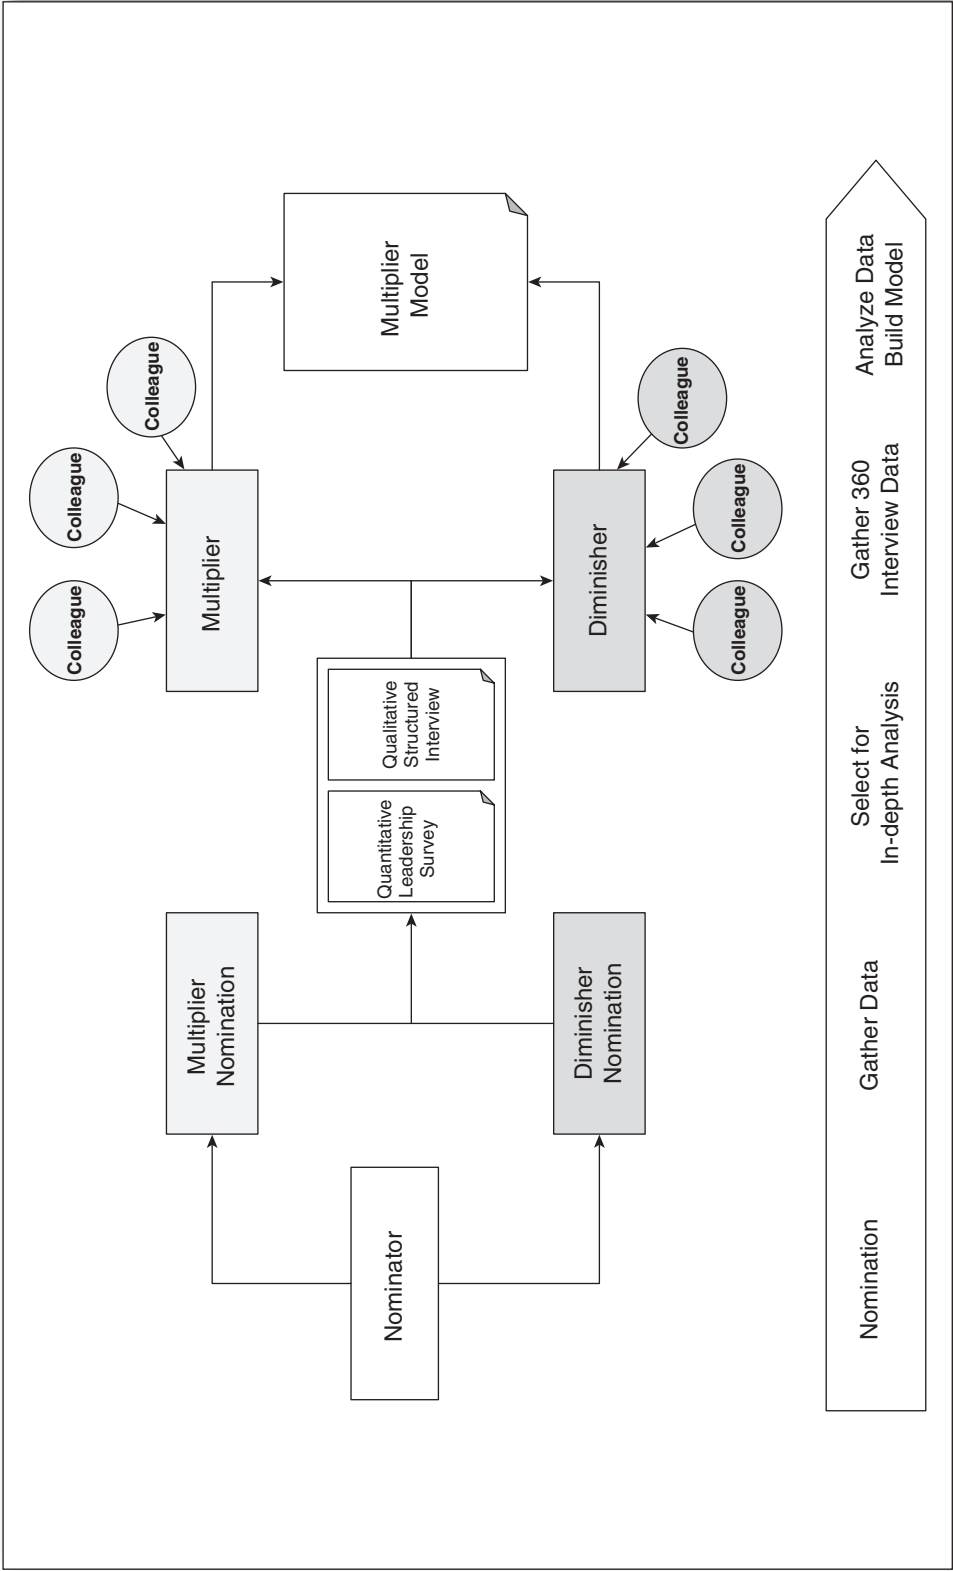 Nominator
Multiplier
Nomination
Diminisher
Nomination
Quantitative
Leadership
Survey
Qualitative
Structured
Interview
Colleague
Colleague
Colleague
Multiplier
Diminisher
Colleague
Colleague
Colleague
Multiplier
Model
Nomination
Gather Data
Select for
In-depth Analysis
Gather 360
Interview Data
Analyze Data
Build Model